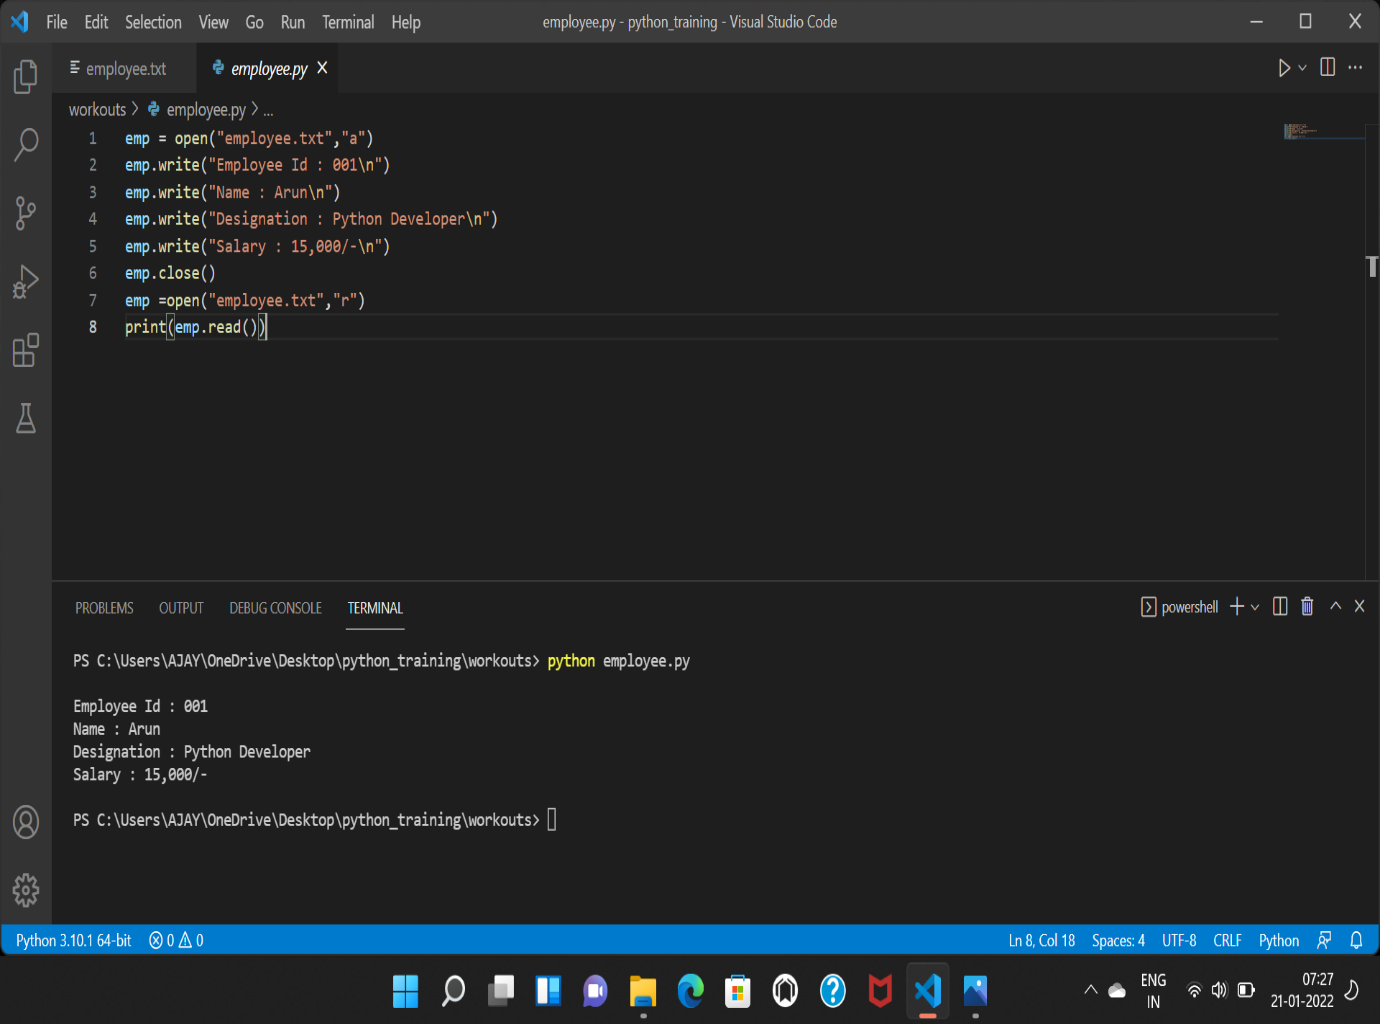 File Edit Selection View Go Run Terminal Help employee.py - python_training - Visual Studio Code
employee.txt employee.py
workouts > employee.py > ...
1 emp = open("employee.txt","a")
2 emp.write("Employee Id : 001\n")
3 emp.write("Name : Arun\n")
4 emp.write("Designation : Python Developer\n")
5 emp.write("Salary : 15,000/-\n")
6 emp.close()
7 emp =open("employee.txt","r")
8 print(emp.read())
PROBLEMS OUTPUT DEBUG CONSOLE TERMINAL powershell
PS C:\Users\AJAY\OneDrive\Desktop\python_training\workouts> python employee.py
Employee Id : 001
Name : Arun
Designation : Python Developer
Salary : 15,000/-
PS C:\Users\AJAY\OneDrive\Desktop\python_training\workouts>
Python 3.10.1 64-bit 0 0 Ln 8, Col 18 Spaces: 4 UTF-8 CRLF Python
ENG 07:27
IN 21-01-2022